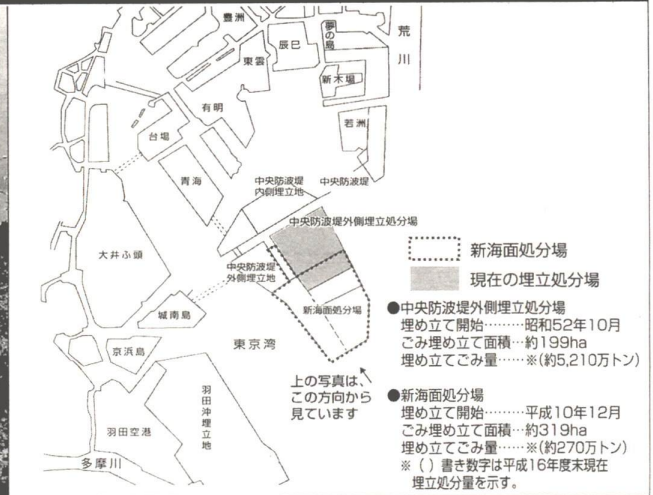 豊洲
夢の島
荒川
辰巳
東雲
新木場
有明
若洲
台場
青海
中央防波堤
内側埋立地
中央防波堤
中央防波堤外側埋立処分場
大井ふ頭
中央防波堤
外側埋立地
新海面処分場
城南島
京浜島
東京湾
羽田空港
羽田沖埋立地
多摩川
上の写真は、
この方向から
見ています
新海面処分場
現在の埋立処分場
●中央防波堤外側埋立処分場
埋め立て開始………昭和52年10月
ごみ埋め立て面積…約199ha
埋め立てごみ量……※(約5,210万トン)
●新海面処分場
埋め立て開始………平成10年12月
ごみ埋め立て面積…約319ha
埋め立てごみ量……※(約270万トン)
※（ ）書き数字は平成16年度末現在
埋立処分量を示す。